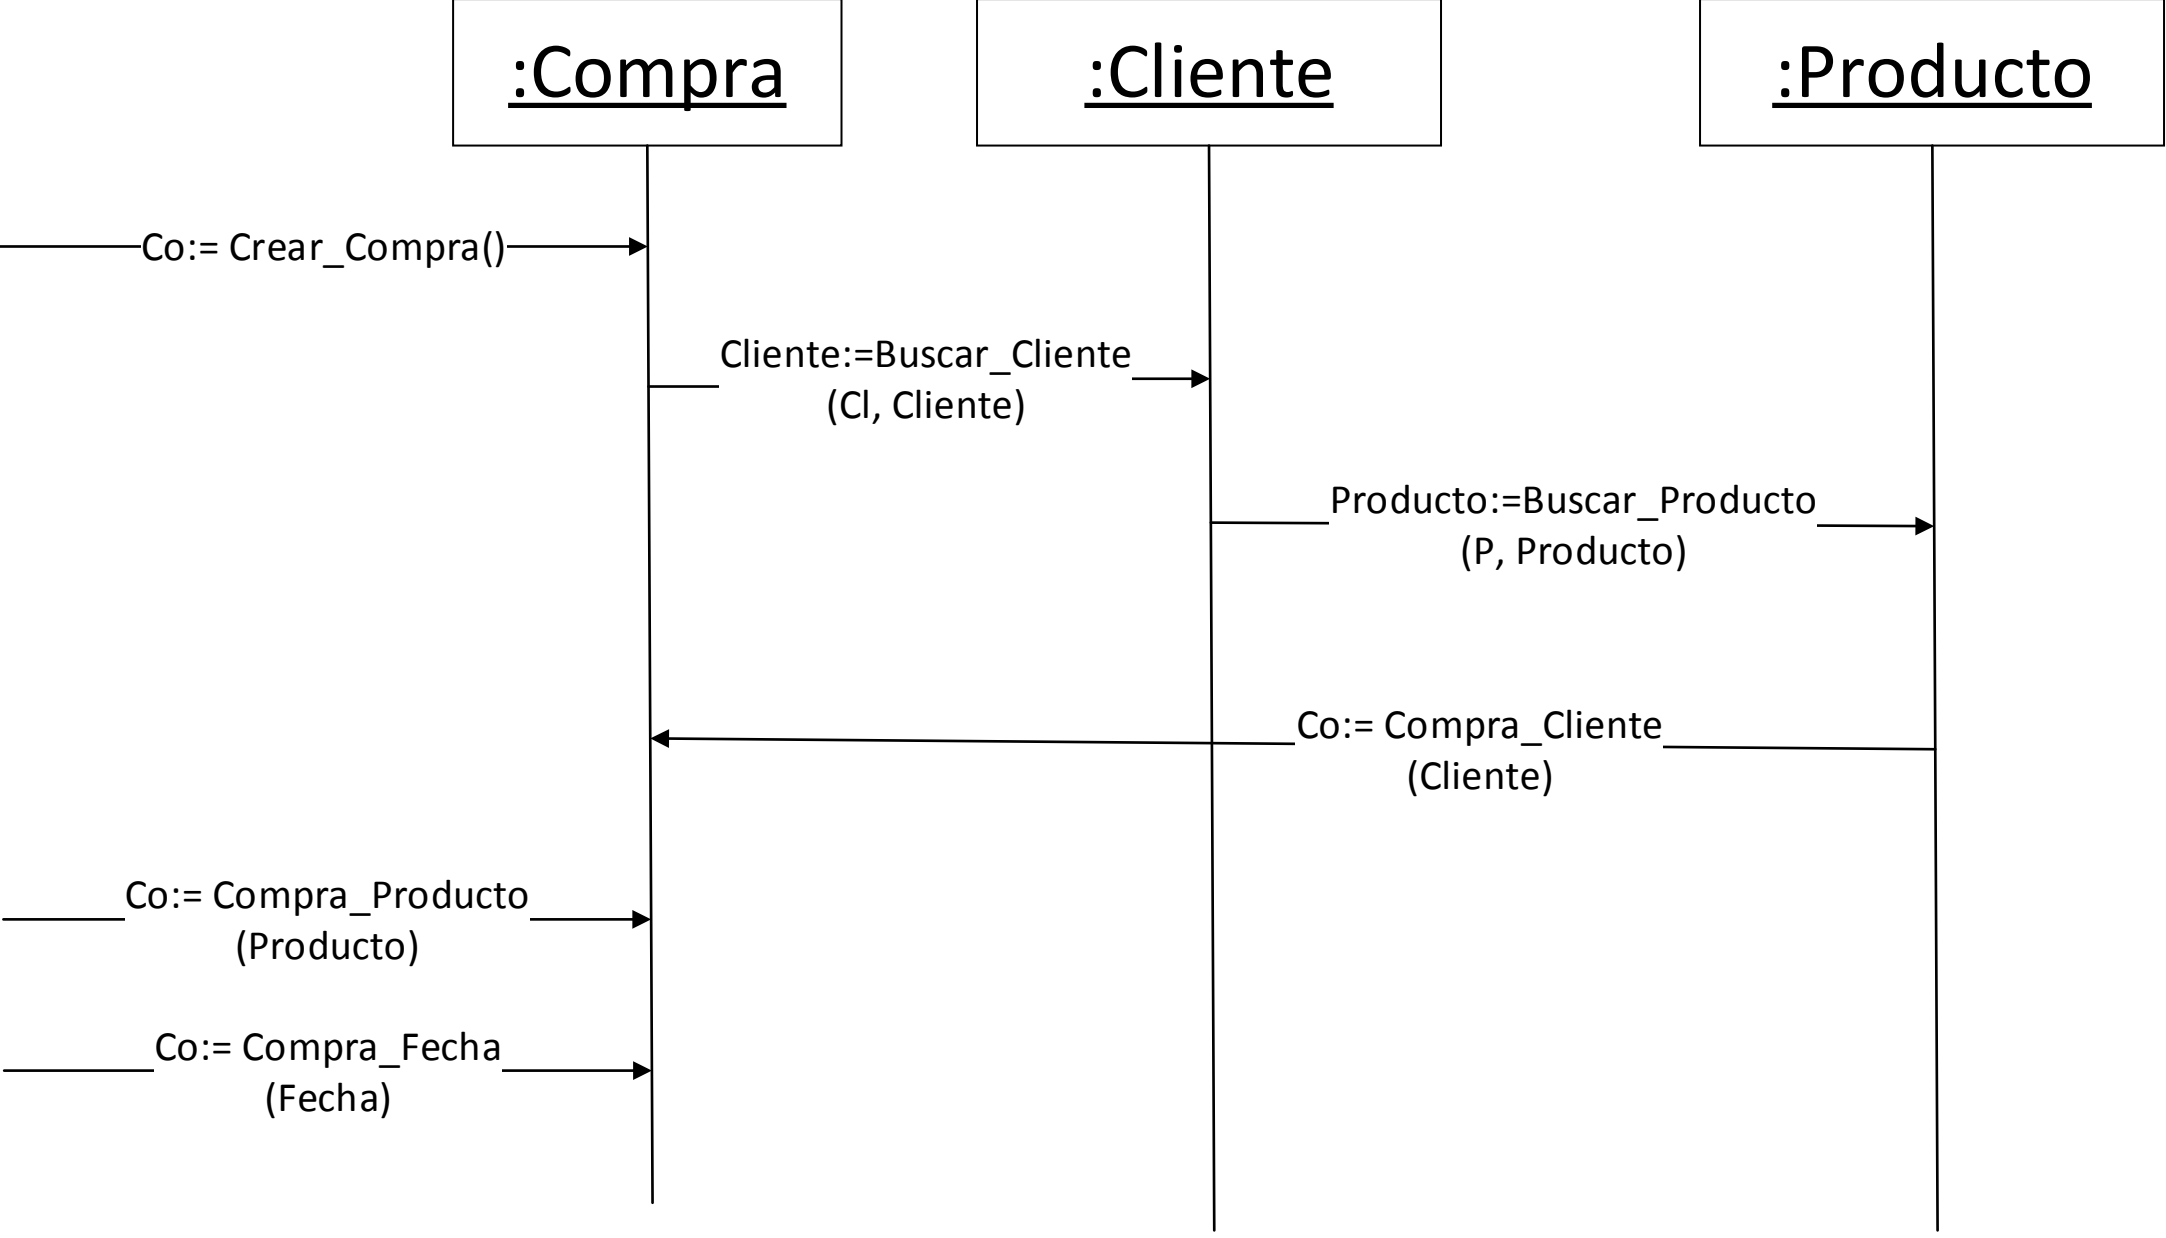 :Compra
:Cliente
:Producto
Co:= Crear_Compra()
Cliente:=Buscar_Cliente
(Cl, Cliente)
Producto:=Buscar_Producto
(P, Producto)
Co:= Compra_Cliente
(Cliente)
Co:= Compra_Producto
(Producto)
Co:= Compra_Fecha
(Fecha)